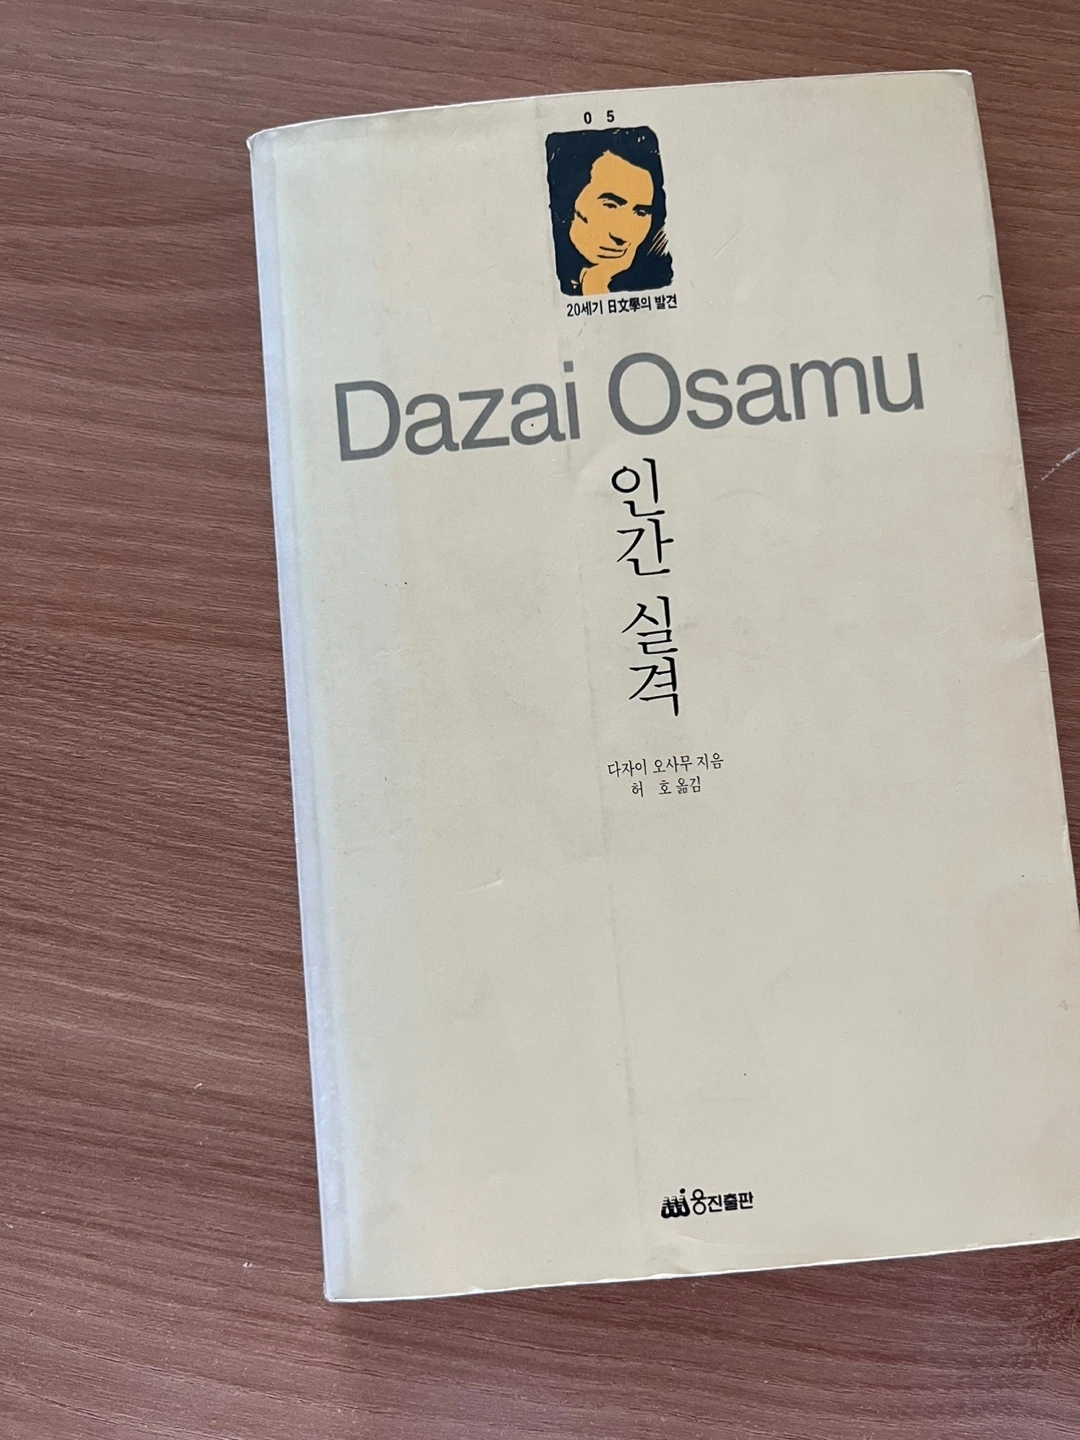 0 5
20세기 日文學의 발견
Dazai Osamu
인간 실격
다자이 오사무 지음
허 호 옮김
웅진출판